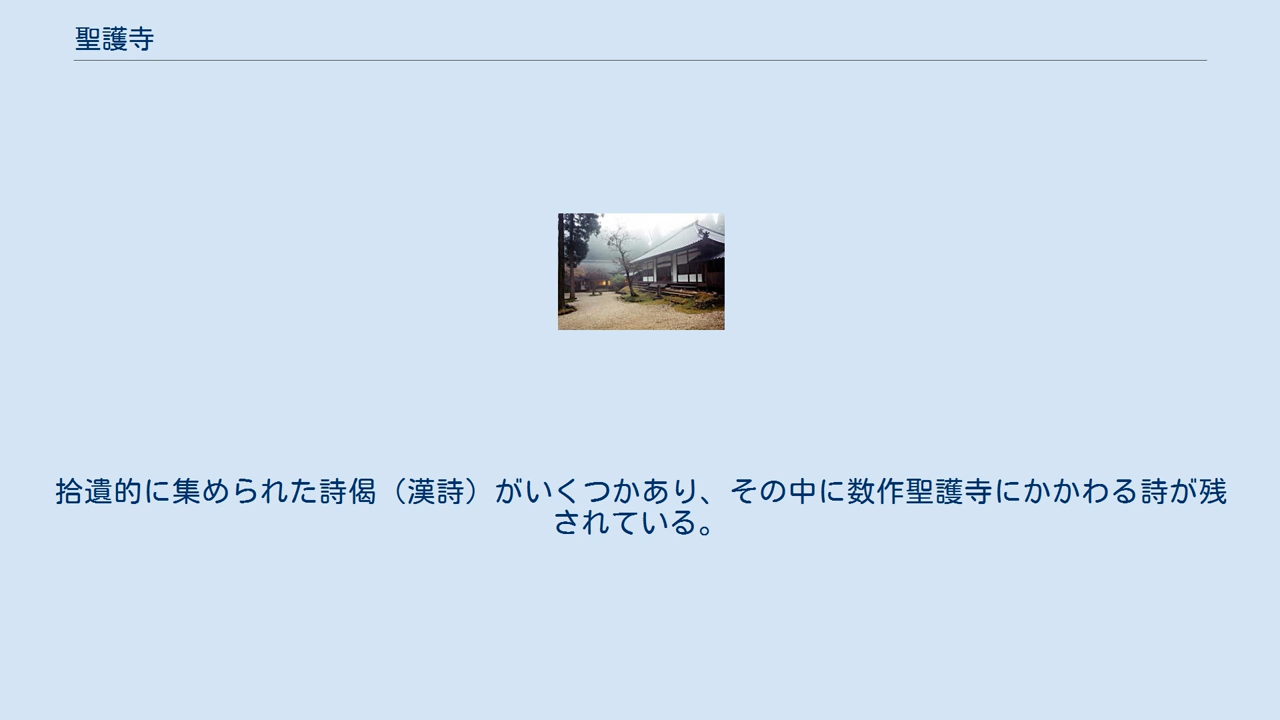 聖護寺
拾遺的に集められた詩偈（漢詩）がいくつかあり、その中に数作聖護寺にかかわる詩が残
されている。